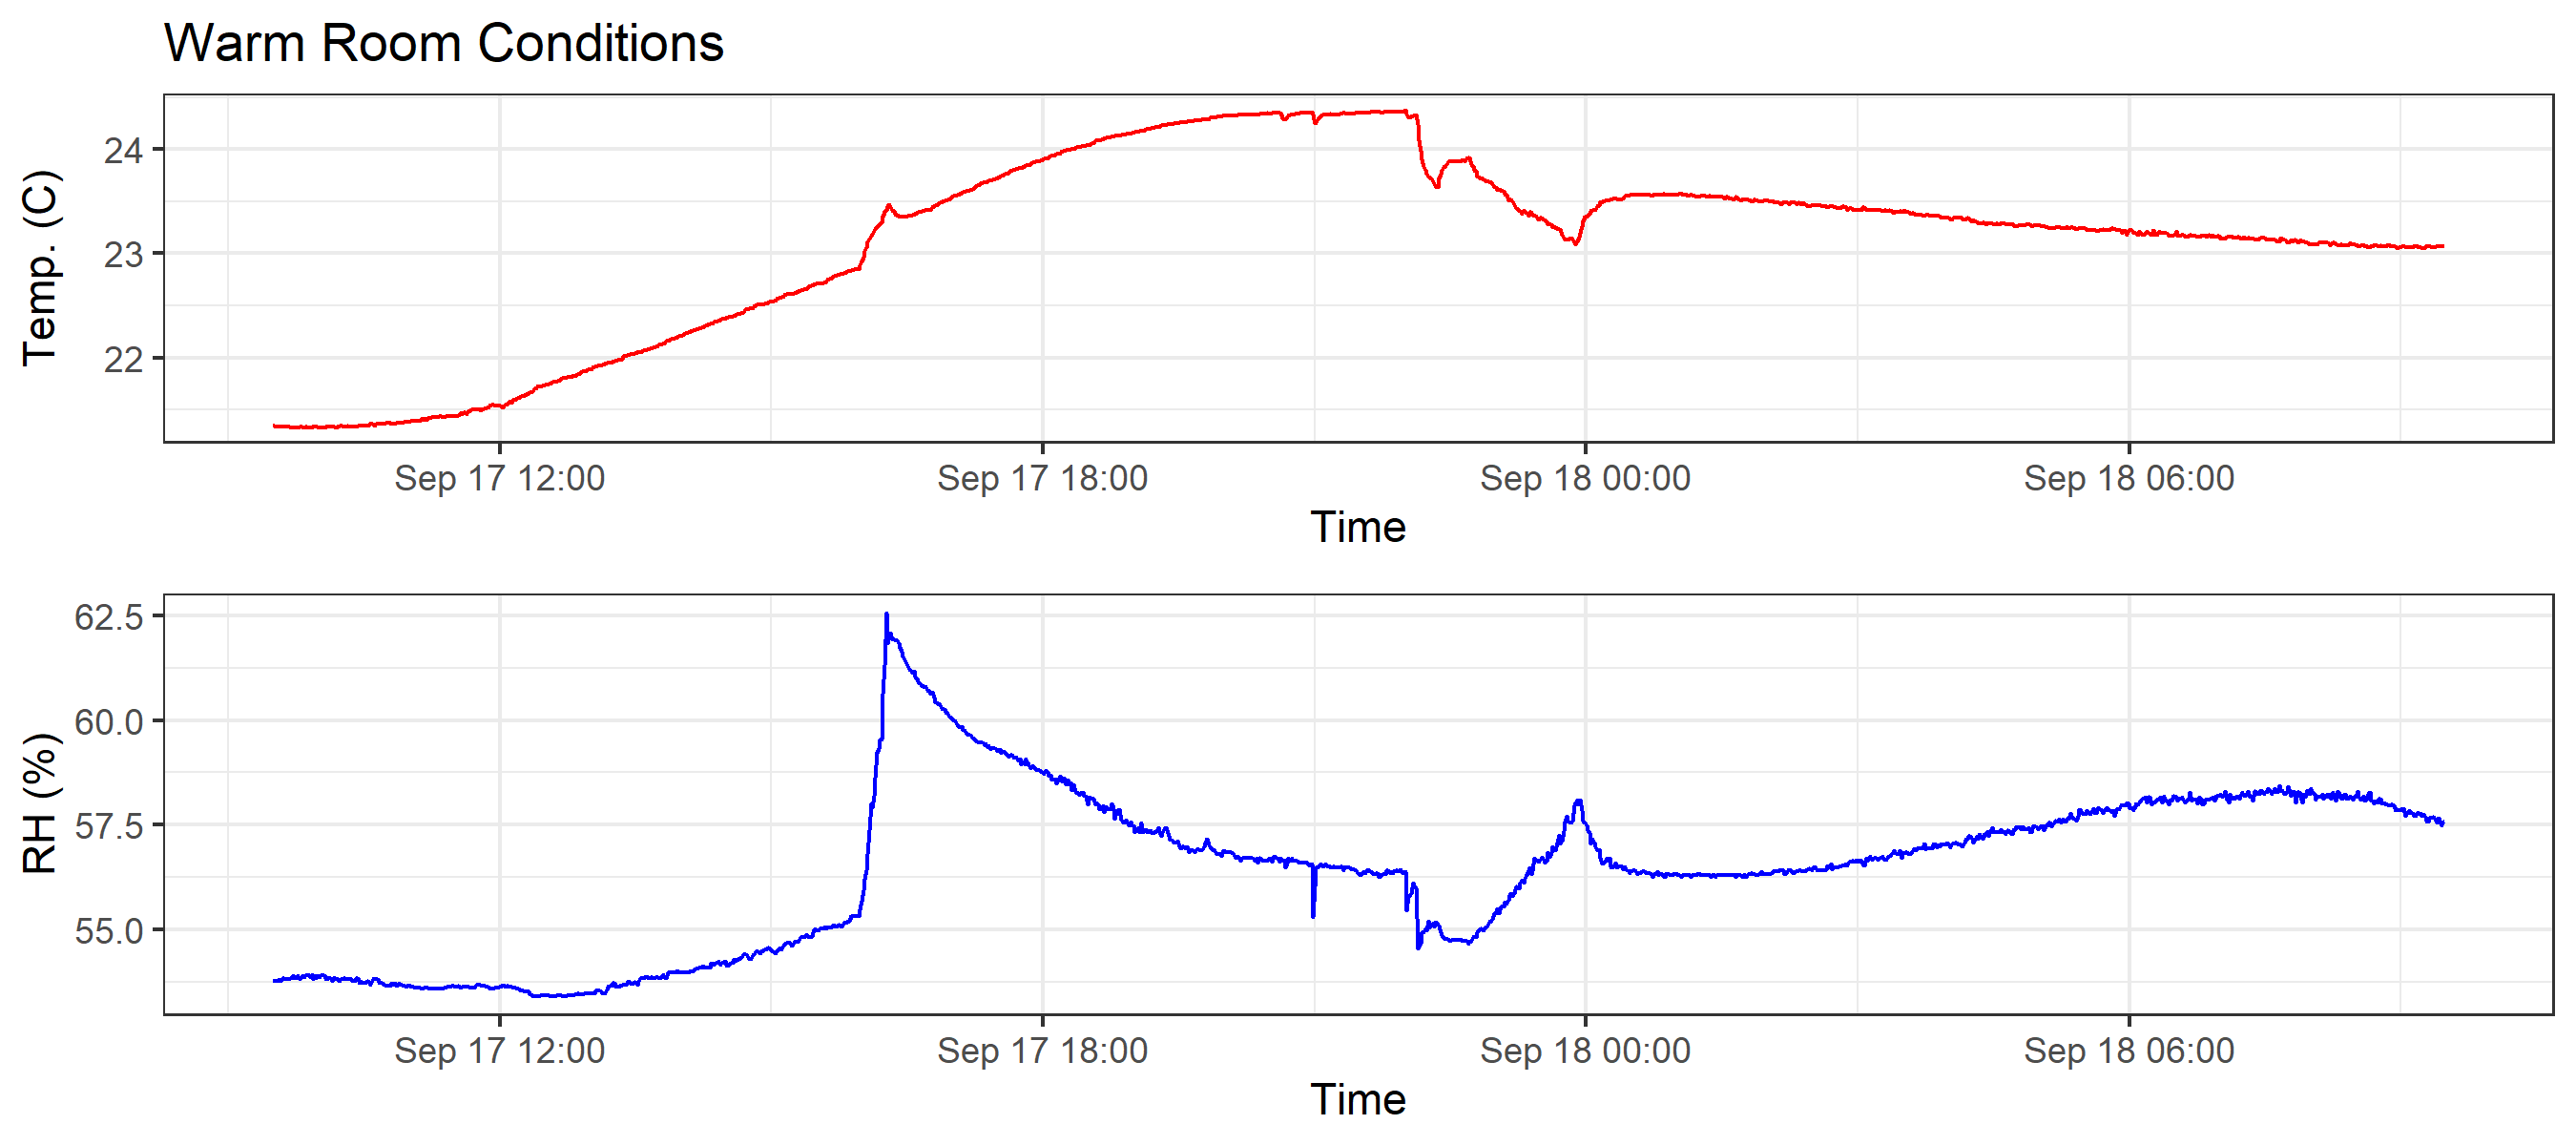 Warm Room Conditions
Temp. (C)
24
23
22
Sep 17 12:00 Sep 17 18:00 Sep 18 00:00 Sep 18 06:00
Time
RH (%)
62.5
60.0
57.5
55.0
Sep 17 12:00 Sep 17 18:00 Sep 18 00:00 Sep 18 06:00
Time